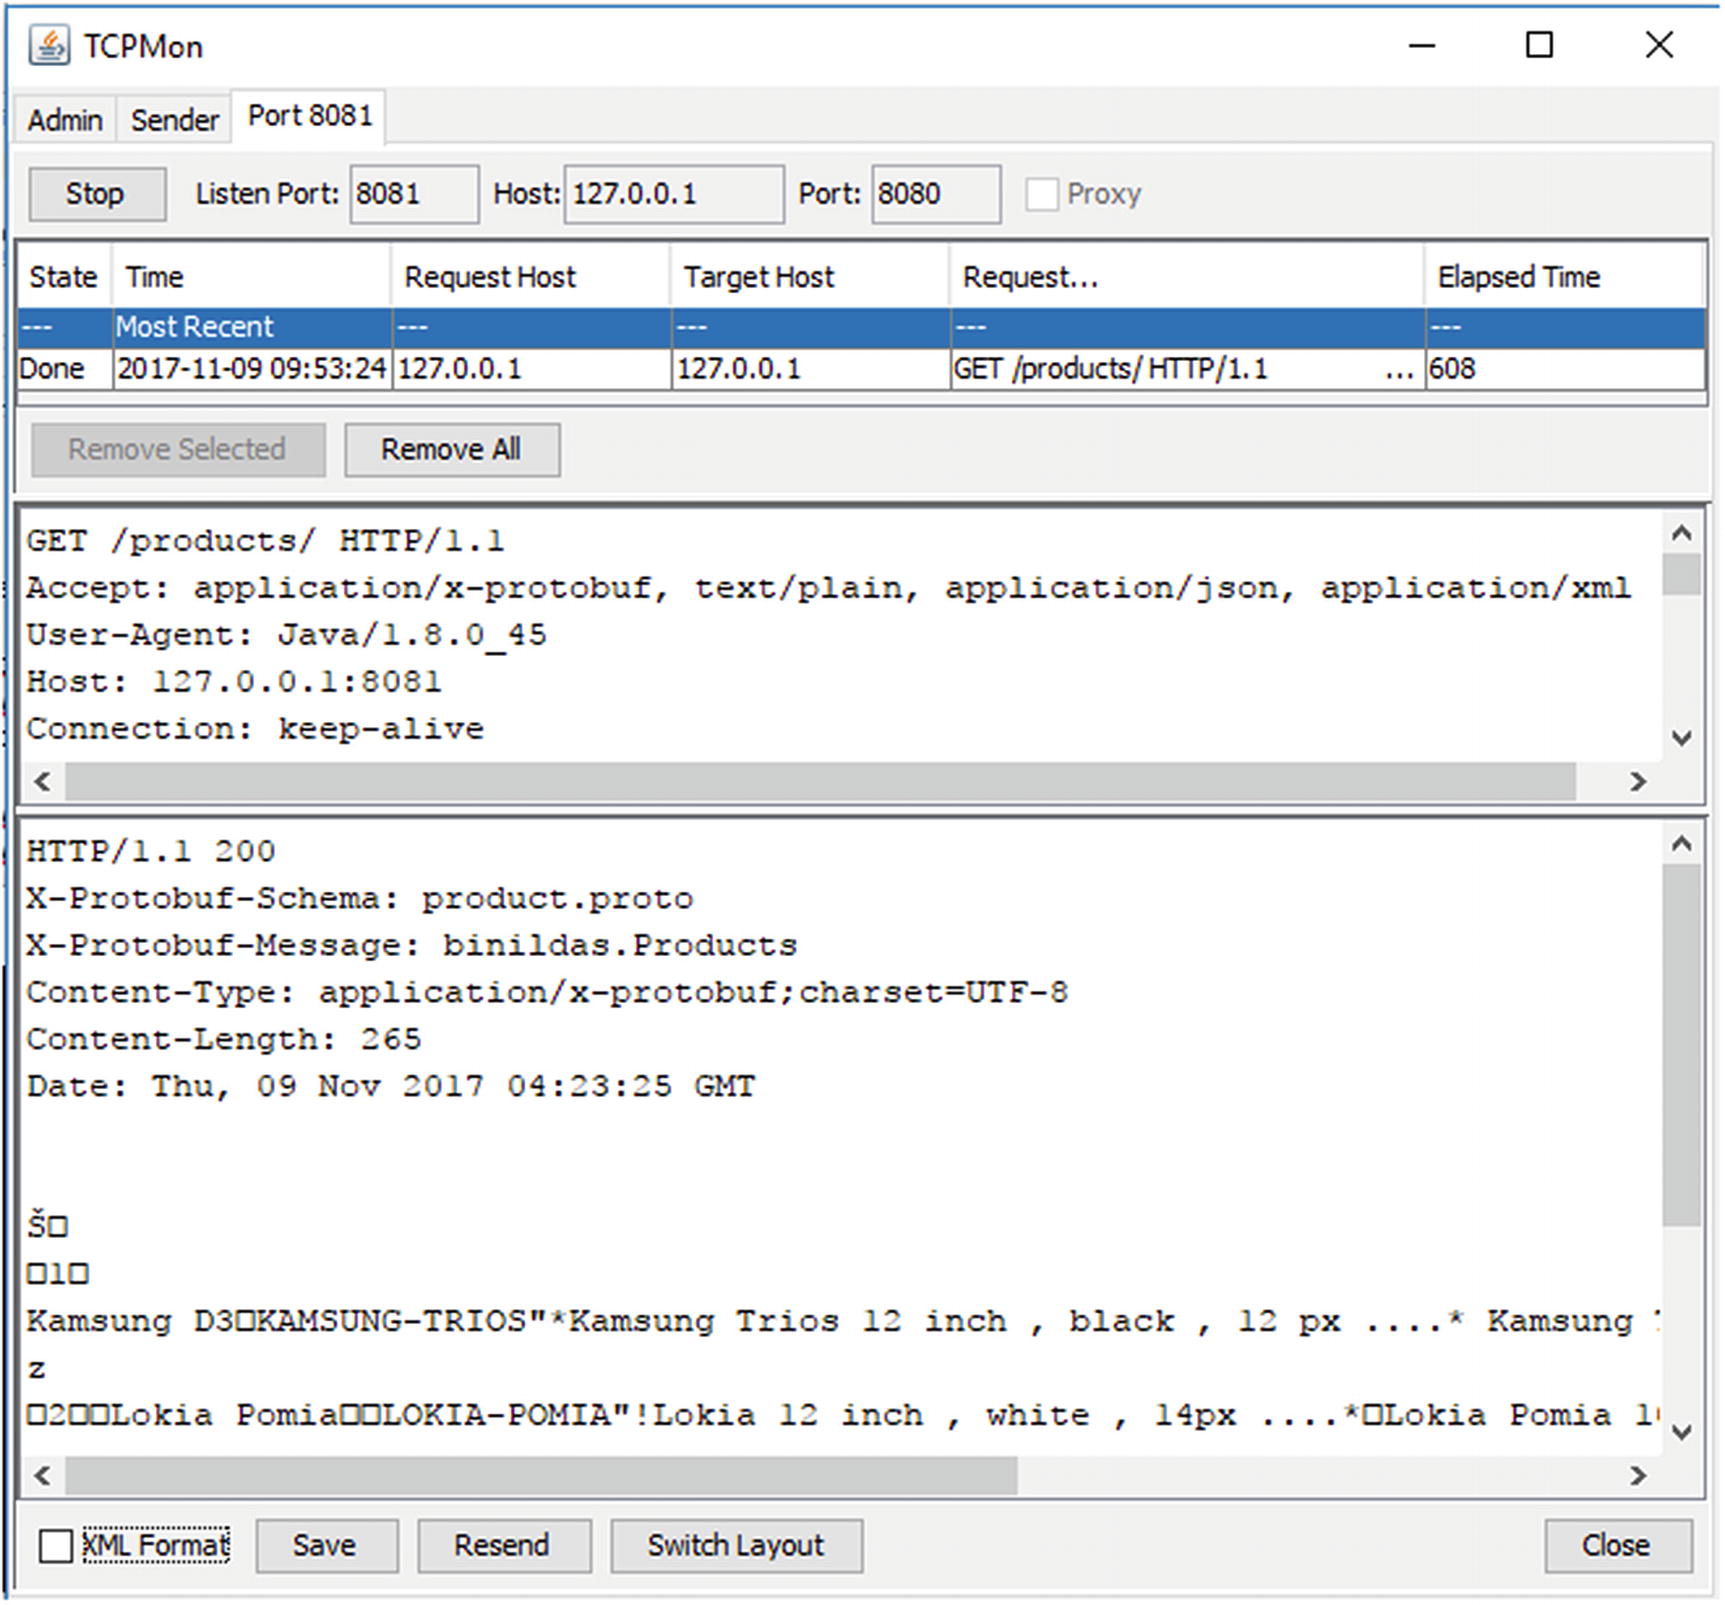 TCPMon
Admin Sender Port 8081
Stop Listen Port: 8081 Host: 127.0.0.1 Port: 8080 Proxy
State Time Request Host Target Host Request... Elapsed Time
--- Most Recent --- --- --- ---
Done 2017-11-09 09:53:24 127.0.0.1 127.0.0.1 GET /products/ HTTP/1.1 ... 608
Remove Selected Remove All
GET /products/ HTTP/1.1
Accept: application/x-protobuf, text/plain, application/json, application/xml
User-Agent: Java/1.8.0_45
Host: 127.0.0.1:8081
Connection: keep-alive
HTTP/1.1 200
X-Protobuf-Schema: product.proto
X-Protobuf-Message: binildas.Products
Content-Type: application/x-protobuf;charset=UTF-8
Content-Length: 265
Date: Thu, 09 Nov 2017 04:23:25 GMT
Š□
□1□
Kamsung D3□KAMSUNG-TRIOS"*Kamsung Trios 12 inch , black , 12 px ....* Kamsung
z
□2□□Lokia Pomia□□LOKIA-POMIA"!Lokia 12 inch , white , 14px ....*□Lokia Pomia
XML Format Save Resend Switch Layout Close